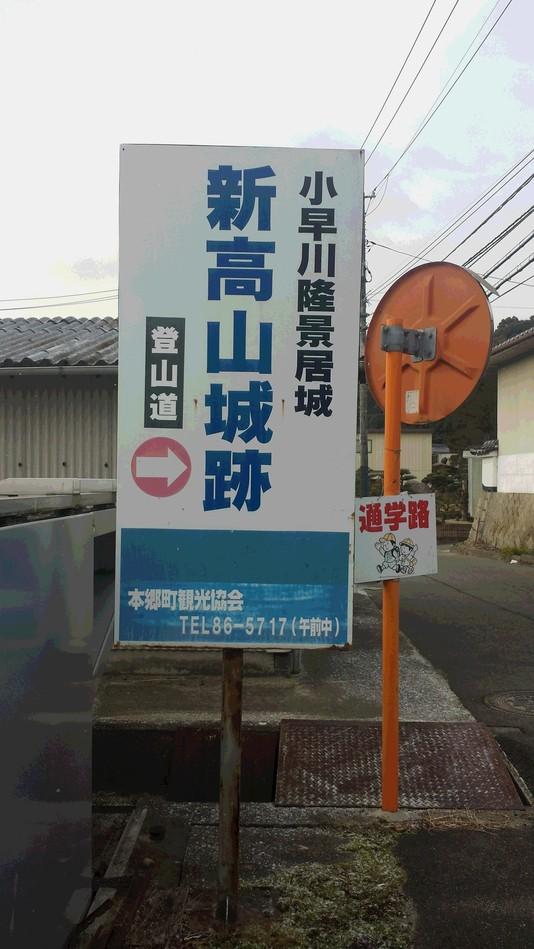 小早川隆景居城
新高山城跡
登山道
本郷町観光協会
TEL86-5717(午前中)
通学路